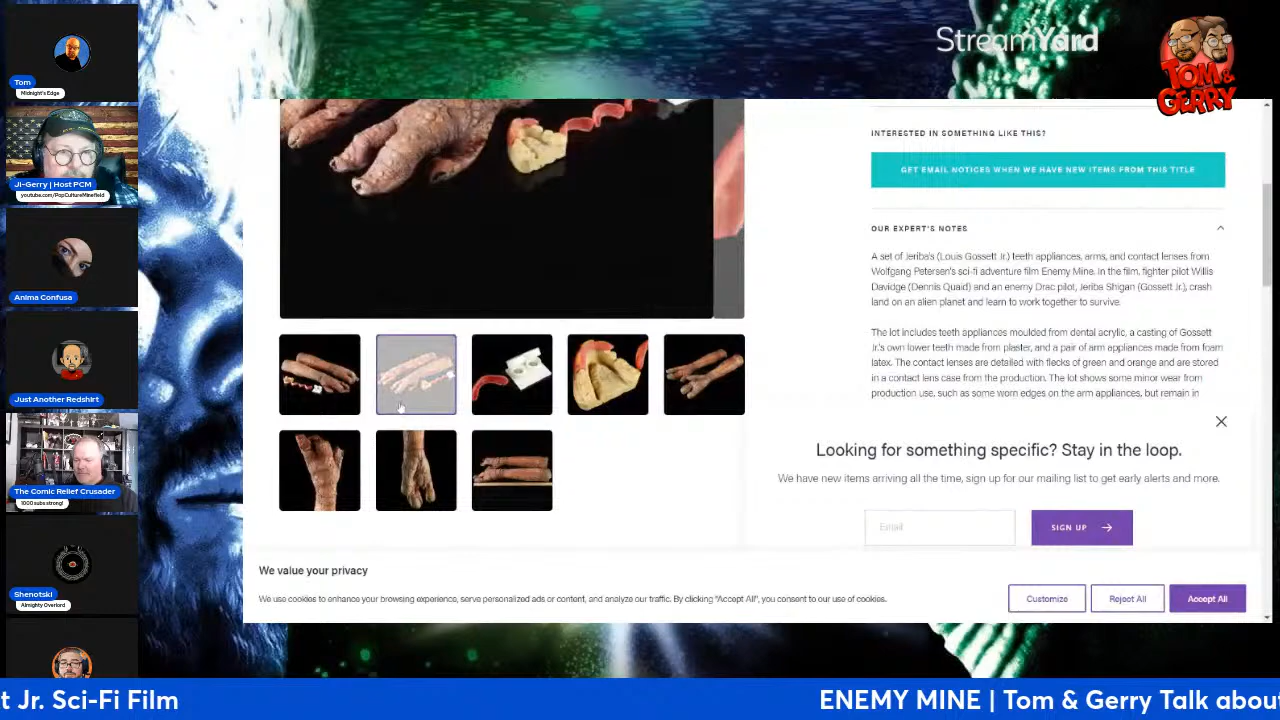 StreamYard
TOM &
GERRY
Tom
Midnight's Edge
JI-Gerry | Host PCM
youtube.com/PopCultureMinefield
Anima Confusa
Just Another Redshirt
The Comic Relief Crusader
1000 subs strong!
Shenotski
Almighty Overlord
INTERESTED IN SOMETHING LIKE THIS?
GET EMAIL NOTICES WHEN WE HAVE NEW ITEMS FROM THIS TITLE
OUR EXPERT'S NOTES
A set of Jeriba's (Louis Gossett Jr.) teeth appliances, arms, and contact lenses from
Wolfgang Petersen's sci-fi adventure film Enemy Mine. In the film, fighter pilot Willis
Davidge (Dennis Quaid) and an enemy Drac pilot, Jeriba Shigan (Gossett Jr.), crash
land on an alien planet and learn to work together to survive.
The lot includes teeth appliances moulded from dental acrylic, a casting of Gossett
Jr.'s own lower teeth made from plaster, and a pair of arm appliances made from foam
latex. The contact lenses are detailed with flecks of green and orange and are stored
in a contact lens case from the production. The lot shows some minor wear from
production use, such as some worn edges on the arm appliances, but remain in
Looking for something specific? Stay in the loop.
We have new items arriving all the time, sign up for our mailing list to get early alerts and more.
Email
SIGN UP
We value your privacy
We use cookies to enhance your browsing experience, serve personalized ads or content, and analyze our traffic. By clicking "Accept All", you consent to our use of cookies.
Customize
Reject All
Accept All
t Jr. Sci-Fi Film
ENEMY MINE | Tom & Gerry Talk about